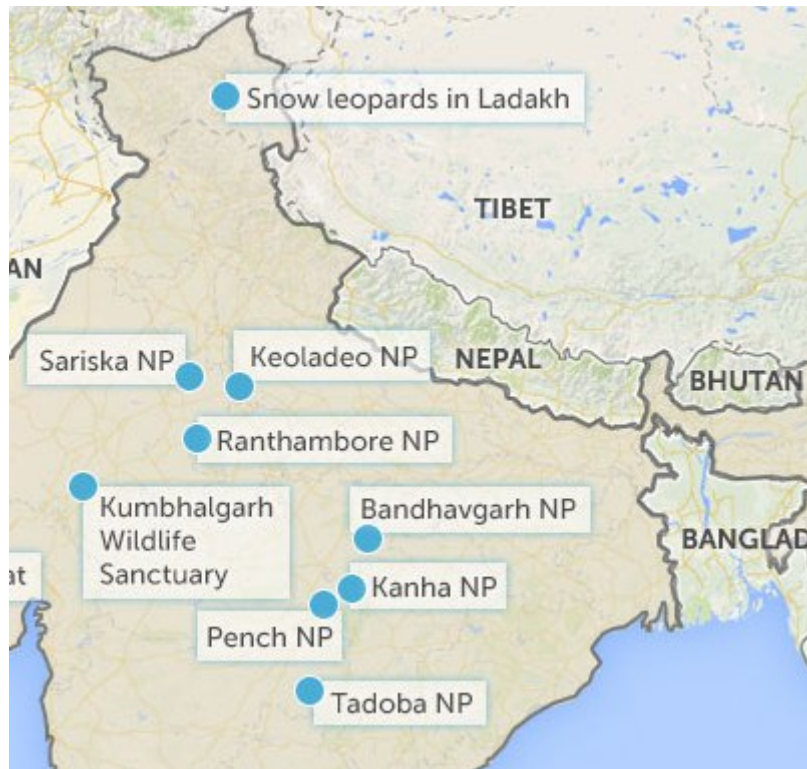 Snow leopards in Ladakh
TIBET
AN
Sariska NP
Keoladeo NP
NEPAL
BHUTAN
Ranthambore NP
Kumbhalgarh
Wildlife
Sanctuary
Bandhavgarh NP
BANGLAD
at
Kanha NP
Pench NP
Tadoba NP